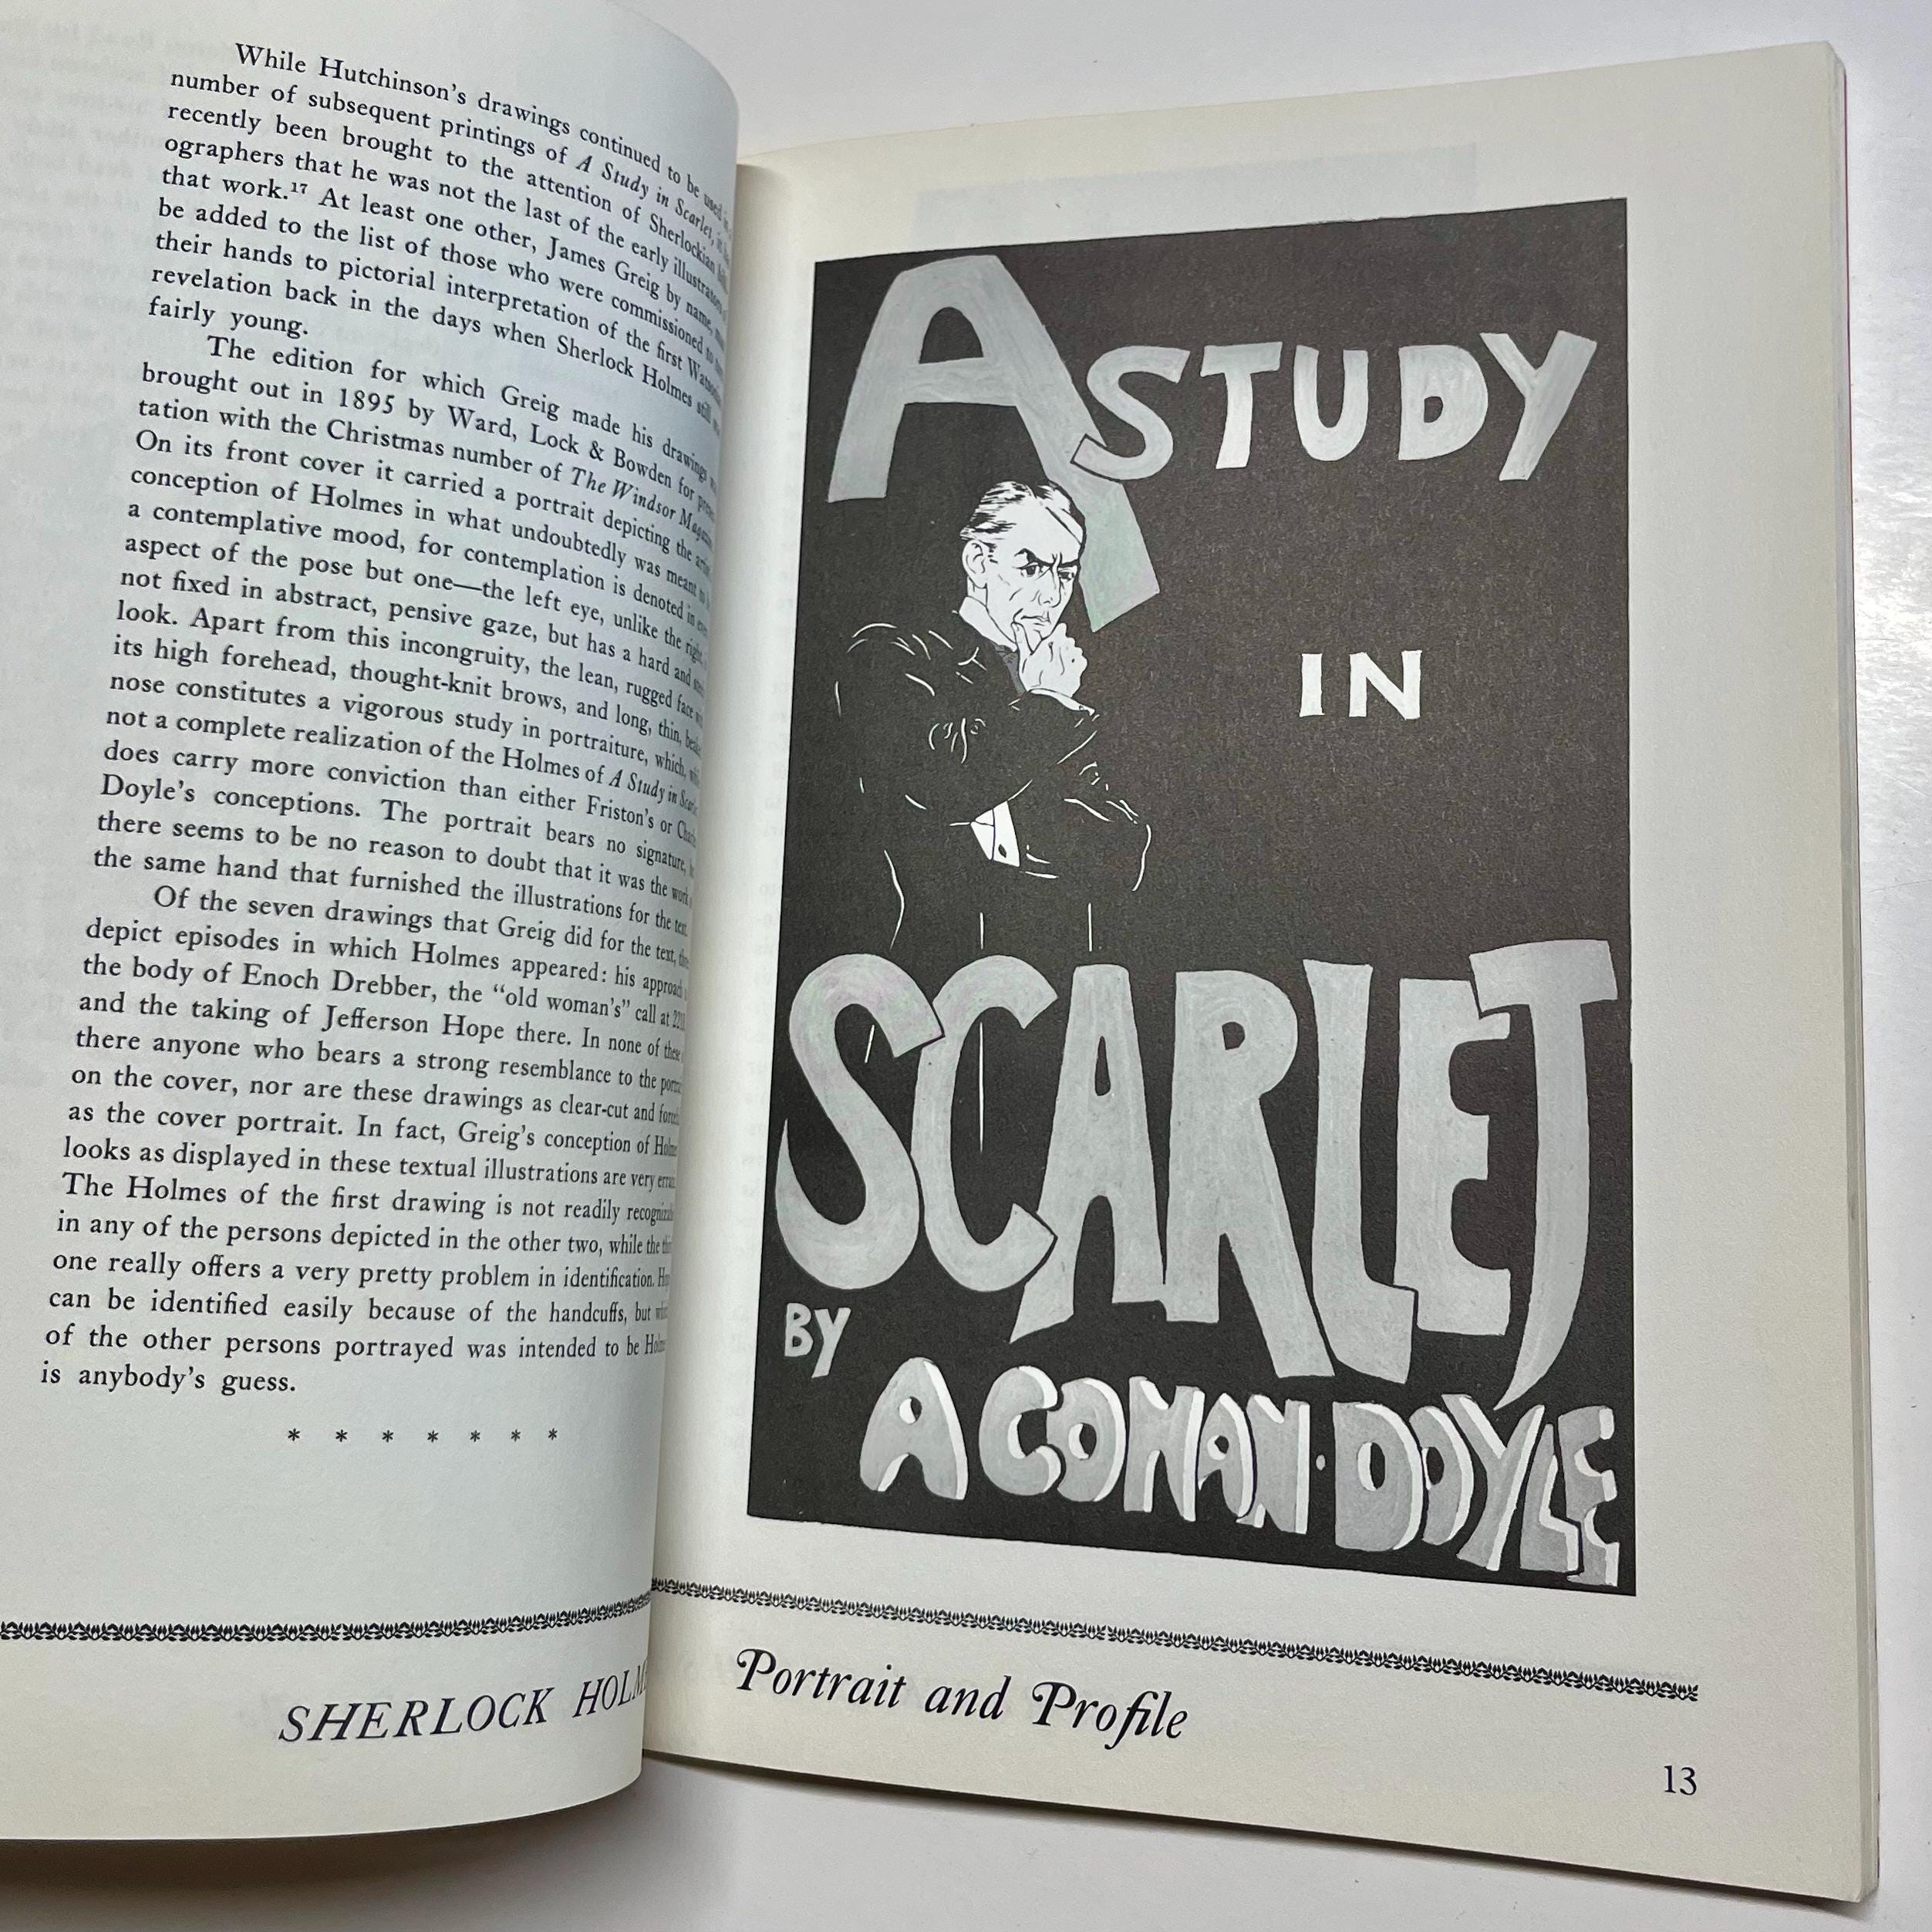 While Hutchinson's drawings continued to be used in a
number of subsequent printings of A Study in Scarlet, it has
recently been brought to the attention of Sherlockian
ographers that he was not the last of the early illustrators of
that work.¹⁷ At least one other, James Greig by name,
be added to the list of those who were commissioned to
their hands to pictorial interpretation of the first
revelation back in the days when Sherlock Holmes still was
fairly young.
The edition for which Greig made his drawings was
brought out in 1895 by Ward, Lock & Bowden for
tation with the Christmas number of The Windsor Magazine
On its front cover it carried a portrait depicting the
conception of Holmes in what undoubtedly was meant to
a contemplative mood, for contemplation is denoted in every
aspect of the pose but one—the left eye, unlike the right,
not fixed in abstract, pensive gaze, but has a hard and
look. Apart from this incongruity, the lean, rugged face
its high forehead, thought-knit brows, and long, thin,
nose constitutes a vigorous study in portraiture, which,
not a complete realization of the Holmes of A Study in
does carry more conviction than either Friston's or
Doyle's conceptions. The portrait bears no signature,
there seems to be no reason to doubt that it was the work
the same hand that furnished the illustrations for the text.
Of the seven drawings that Greig did for the text,
depict episodes in which Holmes appeared: his approach
the body of Enoch Drebber, the "old woman's" call at
and the taking of Jefferson Hope there. In none of these
there anyone who bears a strong resemblance to the
on the cover, nor are these drawings as clear-cut and
as the cover portrait. In fact, Greig's conception of
looks as displayed in these textual illustrations are very
The Holmes of the first drawing is not readily
in any of the persons depicted in the other two, while the
one really offers a very pretty problem in identification.
can be identified easily because of the handcuffs, but
of the other persons portrayed was intended to be
is anybody's guess.
* * * * * * *
SHERLOCK HOLM
A STUDY
IN
SCARLET
BY
A CONAN·DOYLE
Portrait and Profile
13